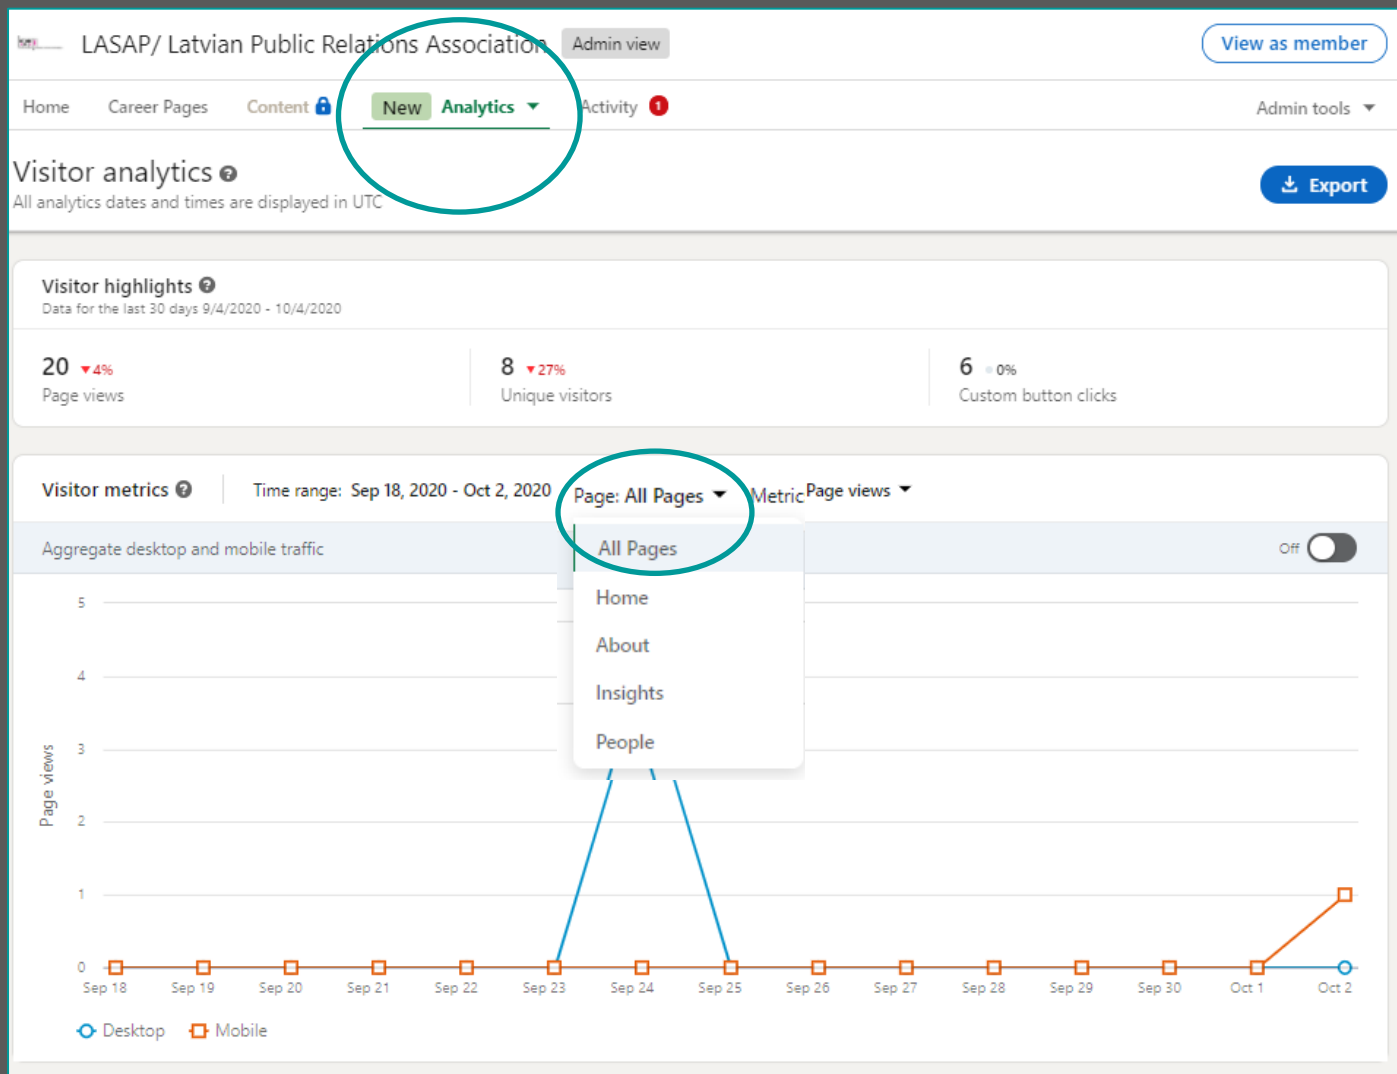 LASAP/ Latvian Public Relations Association Admin view View as member
Home Career Pages Content New Analytics Activity 1 Admin tools
Visitor analytics
All analytics dates and times are displayed in UTC
Export
Visitor highlights
Data for the last 30 days 9/4/2020 - 10/4/2020
20 ▼4% 8 ▼27% 6 0%
Page views Unique visitors Custom button clicks
Visitor metrics Time range: Sep 18, 2020 - Oct 2, 2020 Page: All Pages Metric Page views
Aggregate desktop and mobile traffic All Pages Off
Home
About
Insights
People
Page views
5
4
3
2
1
0
Sep 18 Sep 19 Sep 20 Sep 21 Sep 22 Sep 23 Sep 24 Sep 25 Sep 26 Sep 27 Sep 28 Sep 29 Sep 30 Oct 1 Oct 2
Desktop Mobile